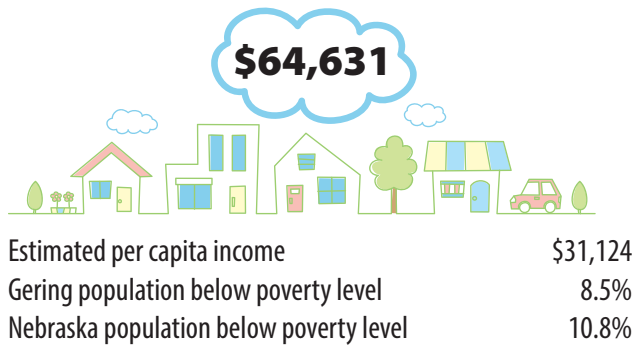 $64,631
Estimated per capita income $31,124
Gering population below poverty level 8.5%
Nebraska population below poverty level 10.8%